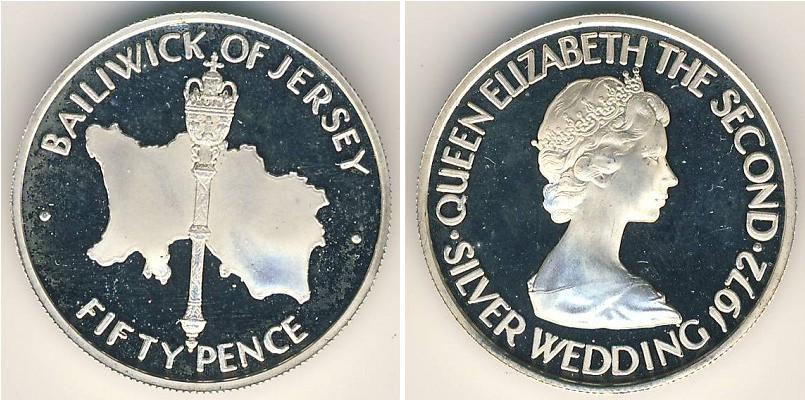 BAILIWICK OF JERSEY
FIFTY PENCE
QUEEN ELIZABETH THE SECOND
· SILVER WEDDING 1972 ·